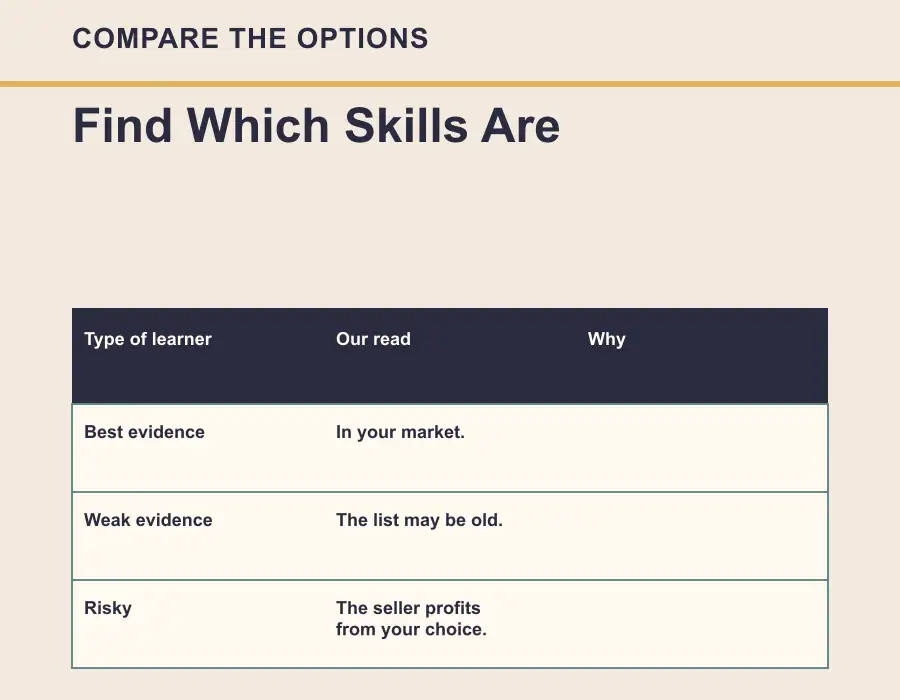 COMPARE THE OPTIONS
Find Which Skills Are
Type of learner Our read Why
Best evidence In your market.
Weak evidence The list may be old.
Risky The seller profits
from your choice.